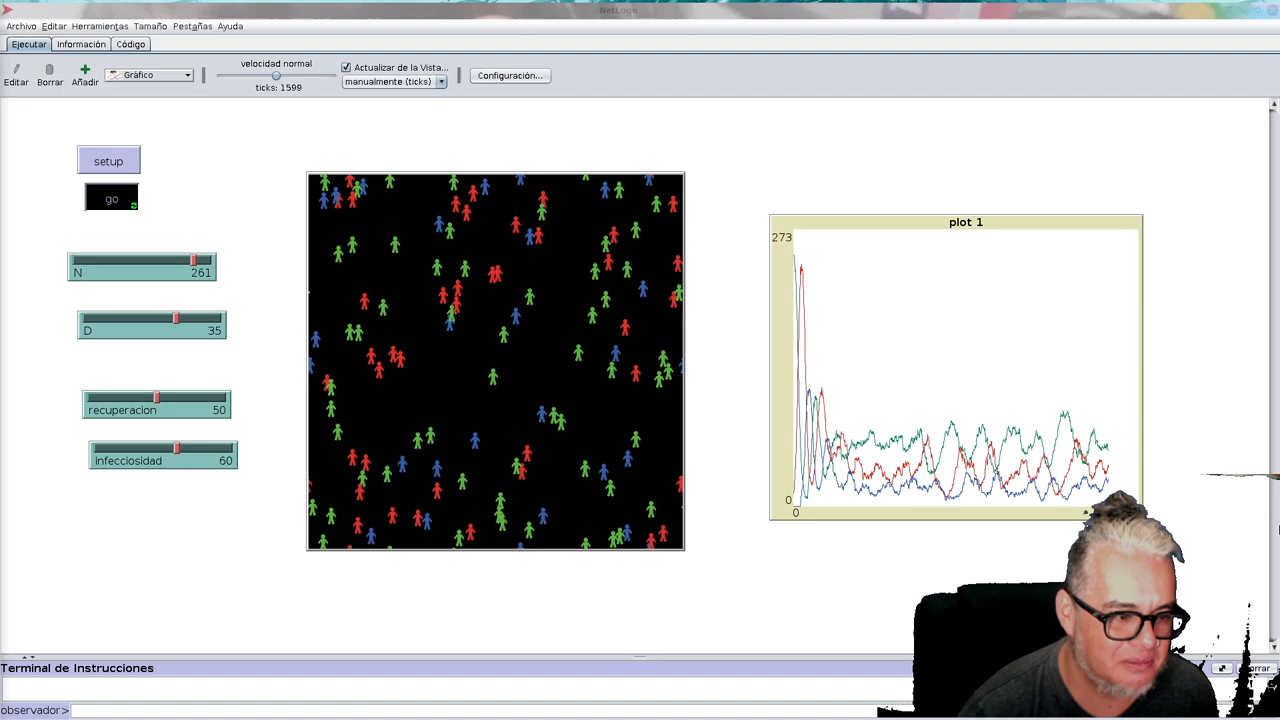 NetLogo
Archivo Editar Herramientas Tamaño Pestañas Ayuda
Ejecutar Información Código
Editar Borrar Añadir Gráfico
velocidad normal
ticks: 1599
Actualizar de la Vista...
manualmente (ticks)
Configuración...
setup
go
N 261
D 35
recuperacion 50
infecciosidad 60
plot 1
273
0
0
Terminal de Instrucciones
observador>